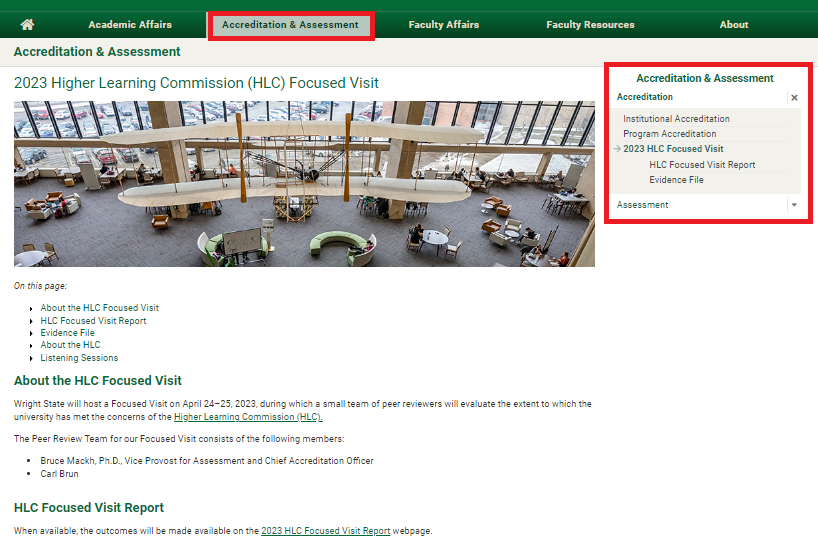 Academic Affairs Accreditation & Assessment Faculty Affairs Faculty Resources About
Accreditation & Assessment
2023 Higher Learning Commission (HLC) Focused Visit
On this page:
About the HLC Focused Visit
HLC Focused Visit Report
Evidence File
About the HLC
Listening Sessions
About the HLC Focused Visit
Wright State will host a Focused Visit on April 24–25, 2023, during which a small team of peer reviewers will evaluate the extent to which the
university has met the concerns of the Higher Learning Commission (HLC).
The Peer Review Team for our Focused Visit consists of the following members:
Bruce Mackh, Ph.D., Vice Provost for Assessment and Chief Accreditation Officer
Carl Brun
HLC Focused Visit Report
When available, the outcomes will be made available on the 2023 HLC Focused Visit Report webpage.
Accreditation & Assessment
Accreditation
Institutional Accreditation
Program Accreditation
2023 HLC Focused Visit
HLC Focused Visit Report
Evidence File
Assessment